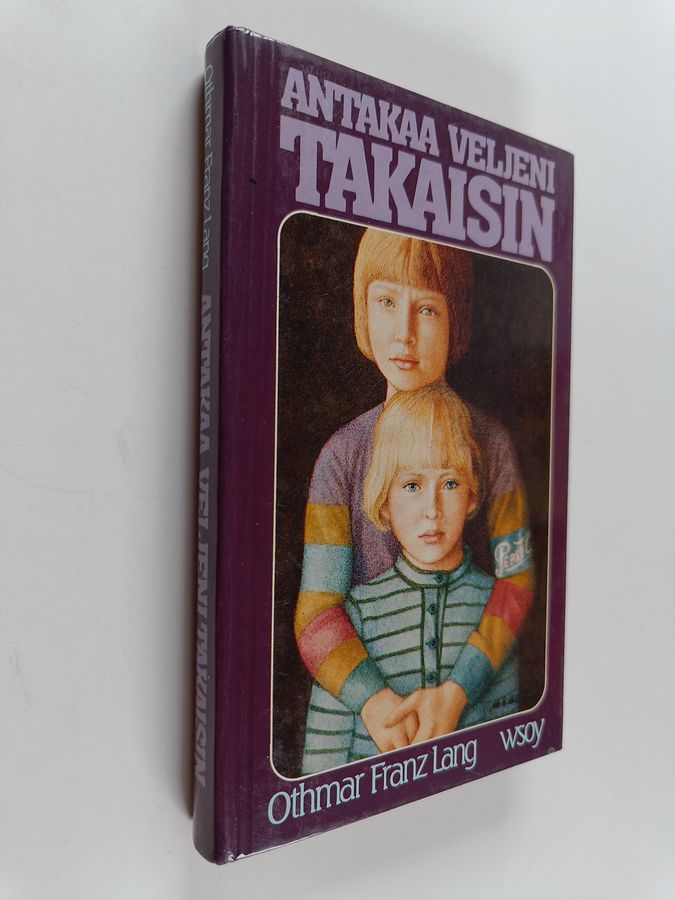 ANTAKAA VELJENI
TAKAISIN
Othmar Franz Lang
wsoy
Othmar Franz Lang ANTAKAA VELJENI TAKAISIN